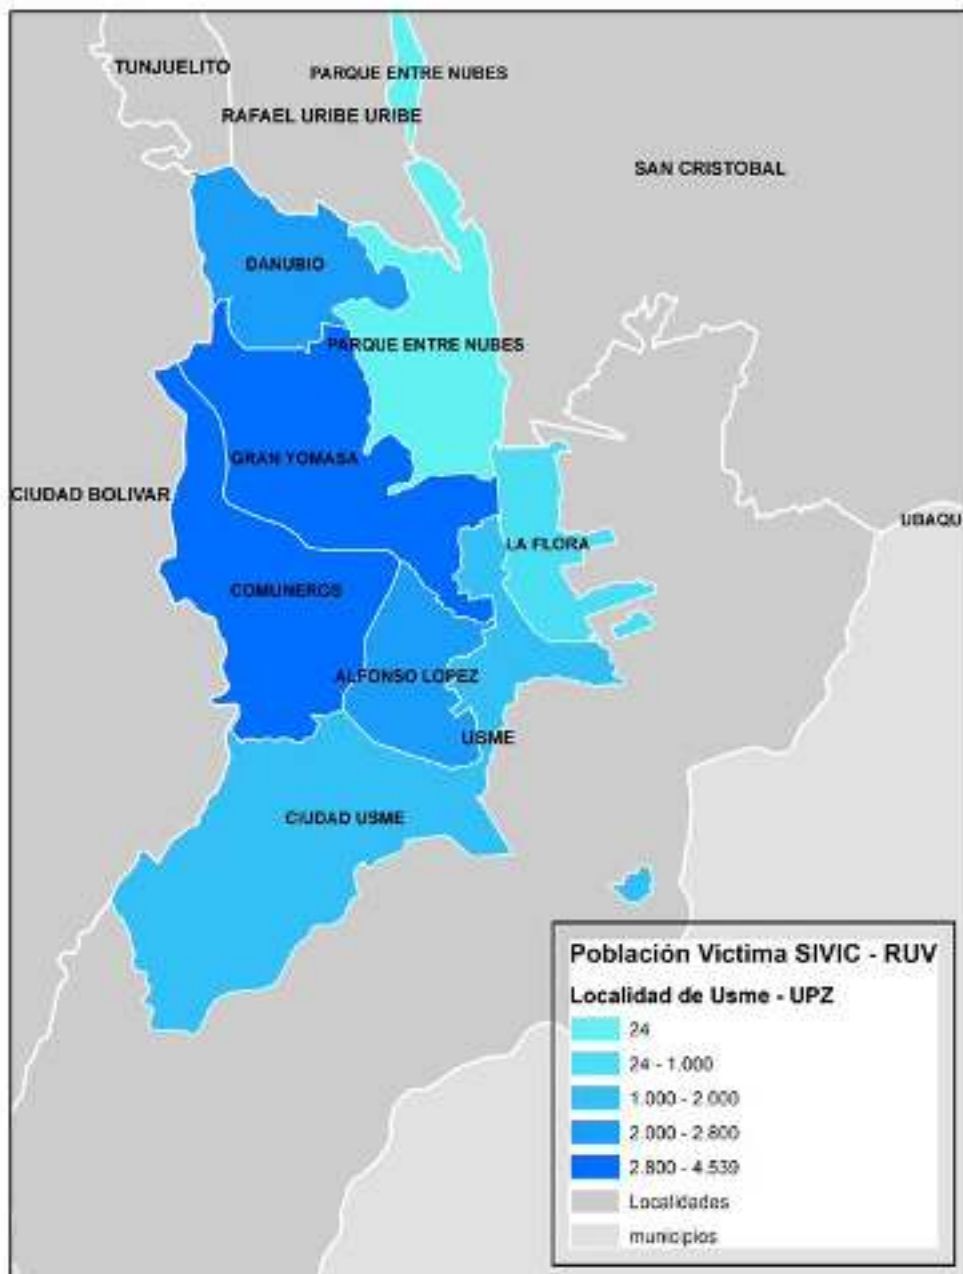 TUNJUELITO
PARQUE ENTRE NUBES
RAFAEL URIBE URIBE
SAN CRISTOBAL
DANUBIO
PARQUE ENTRE NUBES
GRAN YOMASA
CIUDAD BOLIVAR
UBAQU
LA FLORA
COMUNEROS
ALFONSO LOPEZ
USME
CIUDAD USME
Población Victima SIVIC - RUV
Localidad de Usme - UPZ
24
24 - 1.000
1.000 - 2.000
2.000 - 2.800
2.800 - 4.539
Localidades
municipios